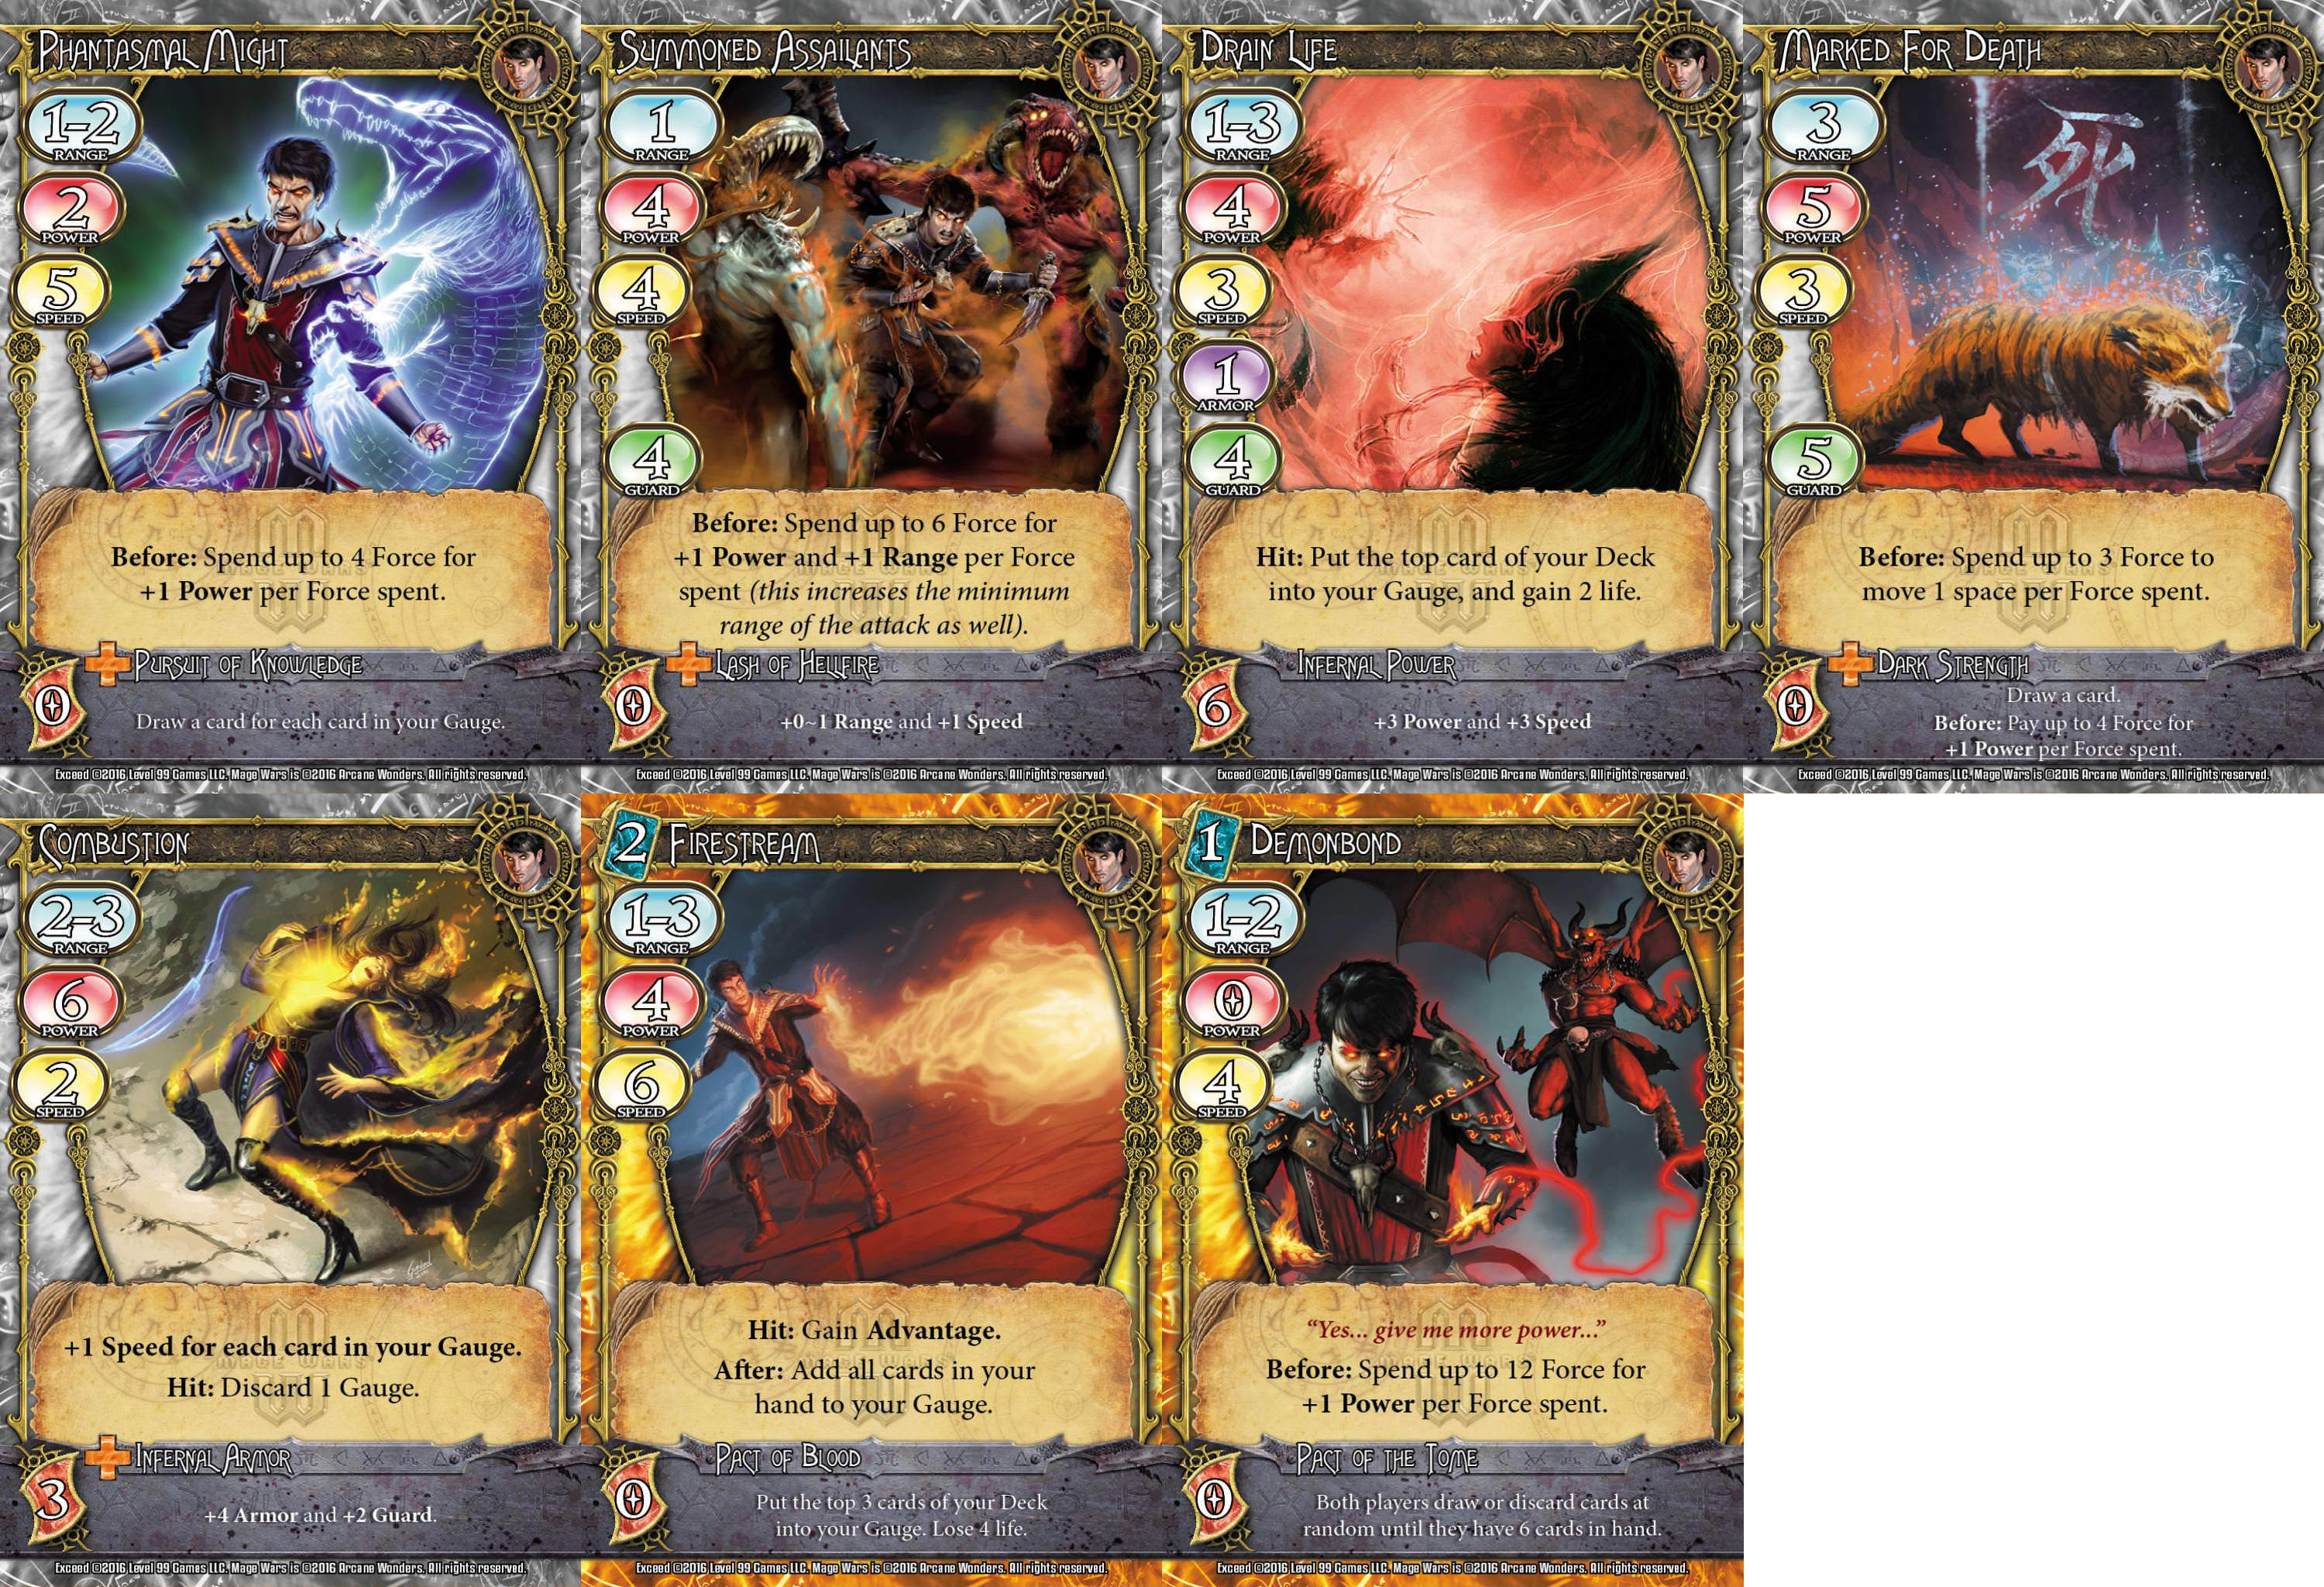 PHANTASMAL MIGHT
1–2
RANGE
2
POWER
5
SPEED
Before: Spend up to 4 Force for
+1 Power per Force spent.
PURSUIT OF KNOWLEDGE
0
Draw a card for each card in your Gauge.
Exceed ©2016 Level 99 Games LLC. Mage Wars is ©2016 Arcane Wonders. All rights reserved.
SUMMONED ASSAILANTS
1
RANGE
4
POWER
4
SPEED
4
GUARD
Before: Spend up to 6 Force for
+1 Power and +1 Range per Force
spent (this increases the minimum
range of the attack as well).
LASH OF HELLFIRE
0
+0~1 Range and +1 Speed
Exceed ©2016 Level 99 Games LLC. Mage Wars is ©2016 Arcane Wonders. All rights reserved.
DRAIN LIFE
1–3
RANGE
4
POWER
3
SPEED
1
ARMOR
4
GUARD
Hit: Put the top card of your Deck
into your Gauge, and gain 2 life.
INFERNAL POWER
6
+3 Power and +3 Speed
Exceed ©2016 Level 99 Games LLC. Mage Wars is ©2016 Arcane Wonders. All rights reserved.
MARKED FOR DEATH
3
RANGE
5
POWER
3
SPEED
5
GUARD
死
Before: Spend up to 3 Force to
move 1 space per Force spent.
DARK STRENGTH
0
Draw a card.
Before: Pay up to 4 Force for
+1 Power per Force spent.
Exceed ©2016 Level 99 Games LLC. Mage Wars is ©2016 Arcane Wonders. All rights reserved.
COMBUSTION
2–3
RANGE
6
POWER
2
SPEED
+1 Speed for each card in your Gauge.
Hit: Discard 1 Gauge.
INFERNAL ARMOR
3
+4 Armor and +2 Guard.
Exceed ©2016 Level 99 Games LLC. Mage Wars is ©2016 Arcane Wonders. All rights reserved.
2 FIRESTREAM
1–3
RANGE
4
POWER
6
SPEED
Hit: Gain Advantage.
After: Add all cards in your
hand to your Gauge.
PACT OF BLOOD
0
Put the top 3 cards of your Deck
into your Gauge. Lose 4 life.
Exceed ©2016 Level 99 Games LLC. Mage Wars is ©2016 Arcane Wonders. All rights reserved.
1 DEMONBOND
1–2
RANGE
0
POWER
4
SPEED
“Yes... give me more power...”
Before: Spend up to 12 Force for
+1 Power per Force spent.
PACT OF THE TOME
0
Both players draw or discard cards at
random until they have 6 cards in hand.
Exceed ©2016 Level 99 Games LLC. Mage Wars is ©2016 Arcane Wonders. All rights reserved.